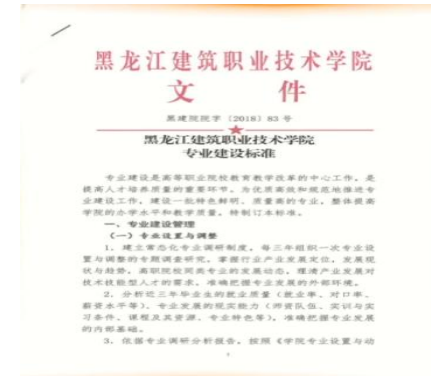 黑龙江建筑职业技术学院
文 件
黑建院院字〔2018〕83 号
黑龙江建筑职业技术学院
专业建设标准
专业建设是高等职业院校教育教学改革的中心工作，是
提高人才培养质量的重要环节。为优质高效和规范地推进专
业建设工作，建设一批特色鲜明、质量高的专业，整体提高
学院的办学水平和教学质量，特制订本标准。
一、专业建设管理
（一）专业设置与调整
1、建立常态化专业调研制度，每三年组织一次专业设
置与调整的专题调查研究，掌握行业产业发展定位、发展现
状与趋势，高职院校同类专业的发展动态，摸清产业发展对
技术技能型人才的需求，准确把握专业发展的外部环境。
2、分析近三年毕业生的就业质量（就业率、对口率、
薪资水平等）、专业发展的现实能力（师资队伍、实训与实
习条件、课程及其资源、专业特色等），准确把握专业发展
的内部基础。
3、依据专业调研分析报告，按照《学院专业设置与动